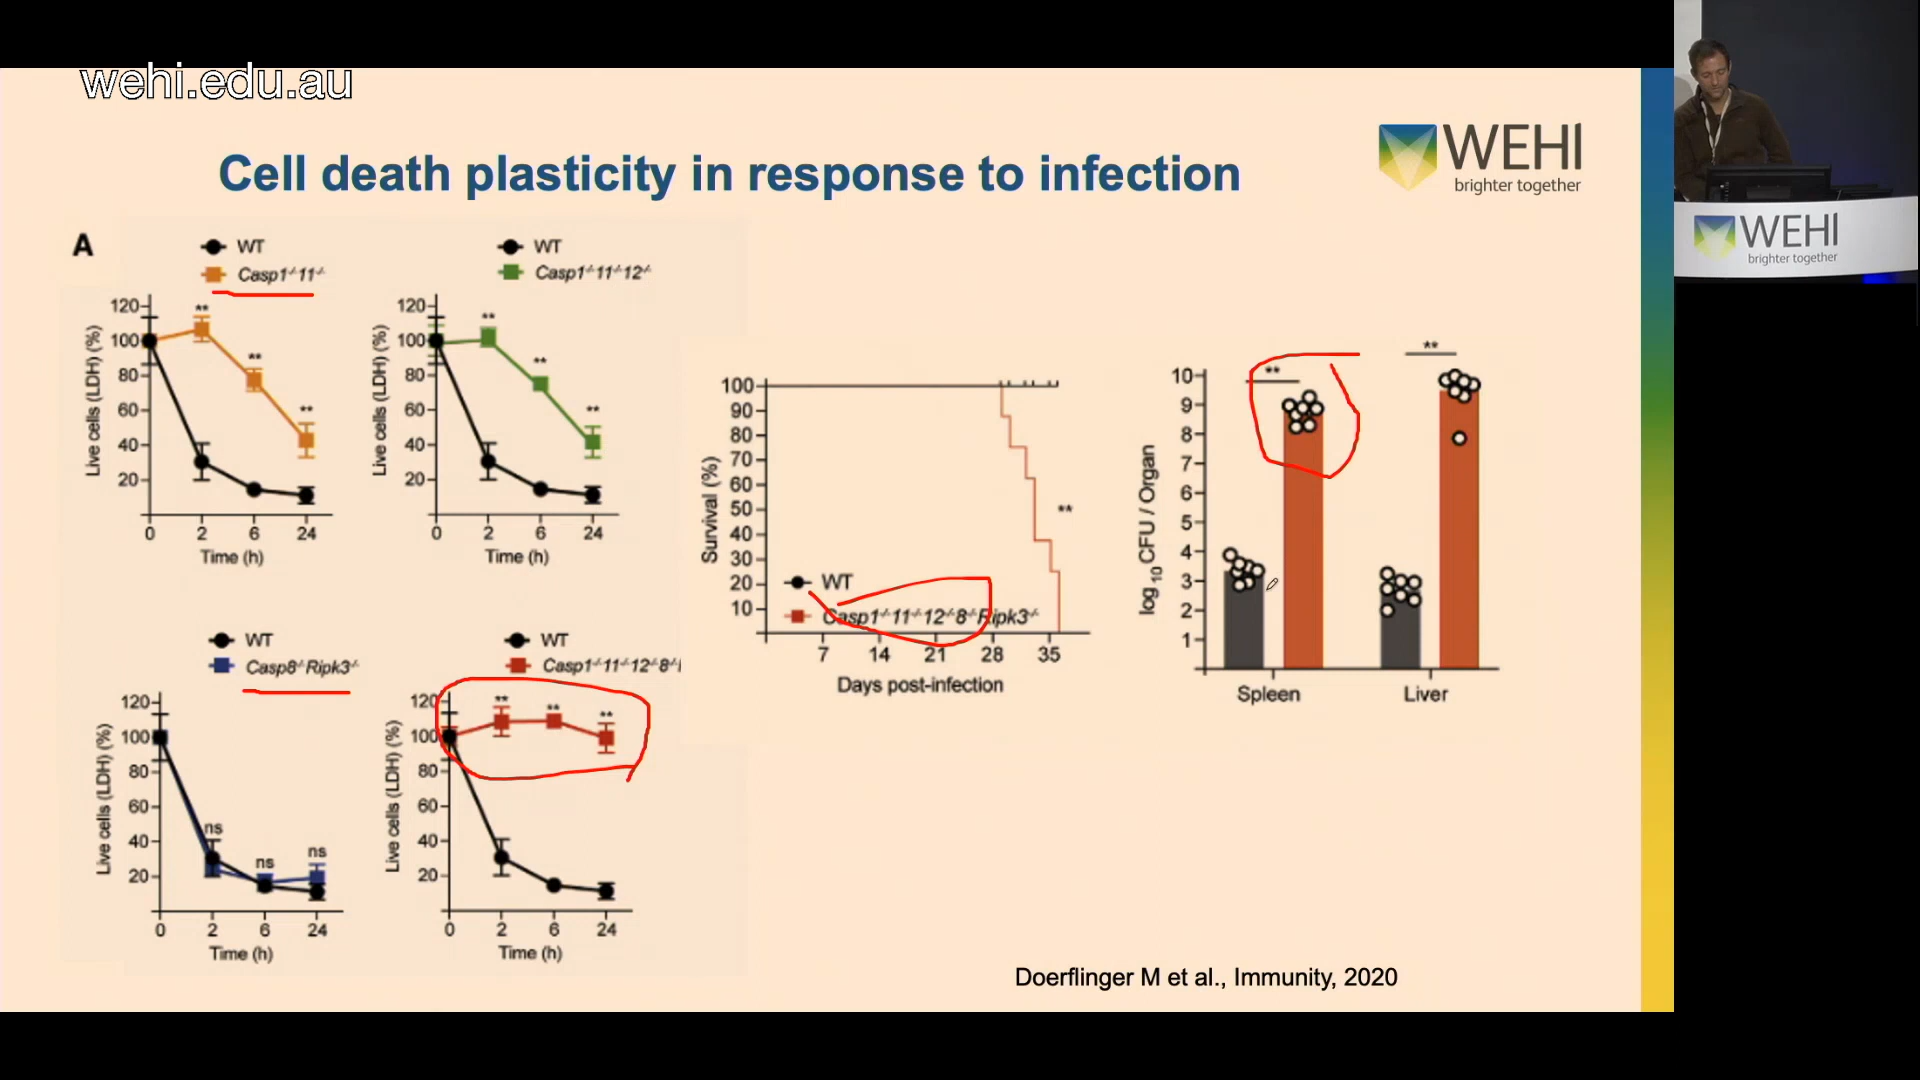 wehi.edu.au
Cell death plasticity in response to infection
WEHI
brighter together
WEHI
brighter together
A
WT
Casp1-/-11-/-
Live cells (LDH) (%)
120
100
80
60
40
20
**
**
**
0 2 6 24
Time (h)
WT
Casp1-/-11-/-12-/-
Live cells (LDH) (%)
120
100
80
60
40
20
**
**
**
0 2 6 24
Time (h)
WT
Casp8-/-Ripk3-/-
Live cells (LDH) (%)
120
100
80
60
40
20
ns
ns
ns
0 2 6 24
Time (h)
WT
Casp1-/-11-/-12-/-8-/-
Live cells (LDH) (%)
120
100
80
60
40
20
**
**
**
0 2 6 24
Time (h)
Survival (%)
100
90
80
70
60
50
40
30
20
10
**
WT
Casp1-/-11-/-12-/-8-/-Ripk3-/-
7 14 21 28 35
Days post-infection
log10 CFU / Organ
10
9
8
7
6
5
4
3
2
1
**
**
Spleen Liver
Doerflinger M et al., Immunity, 2020